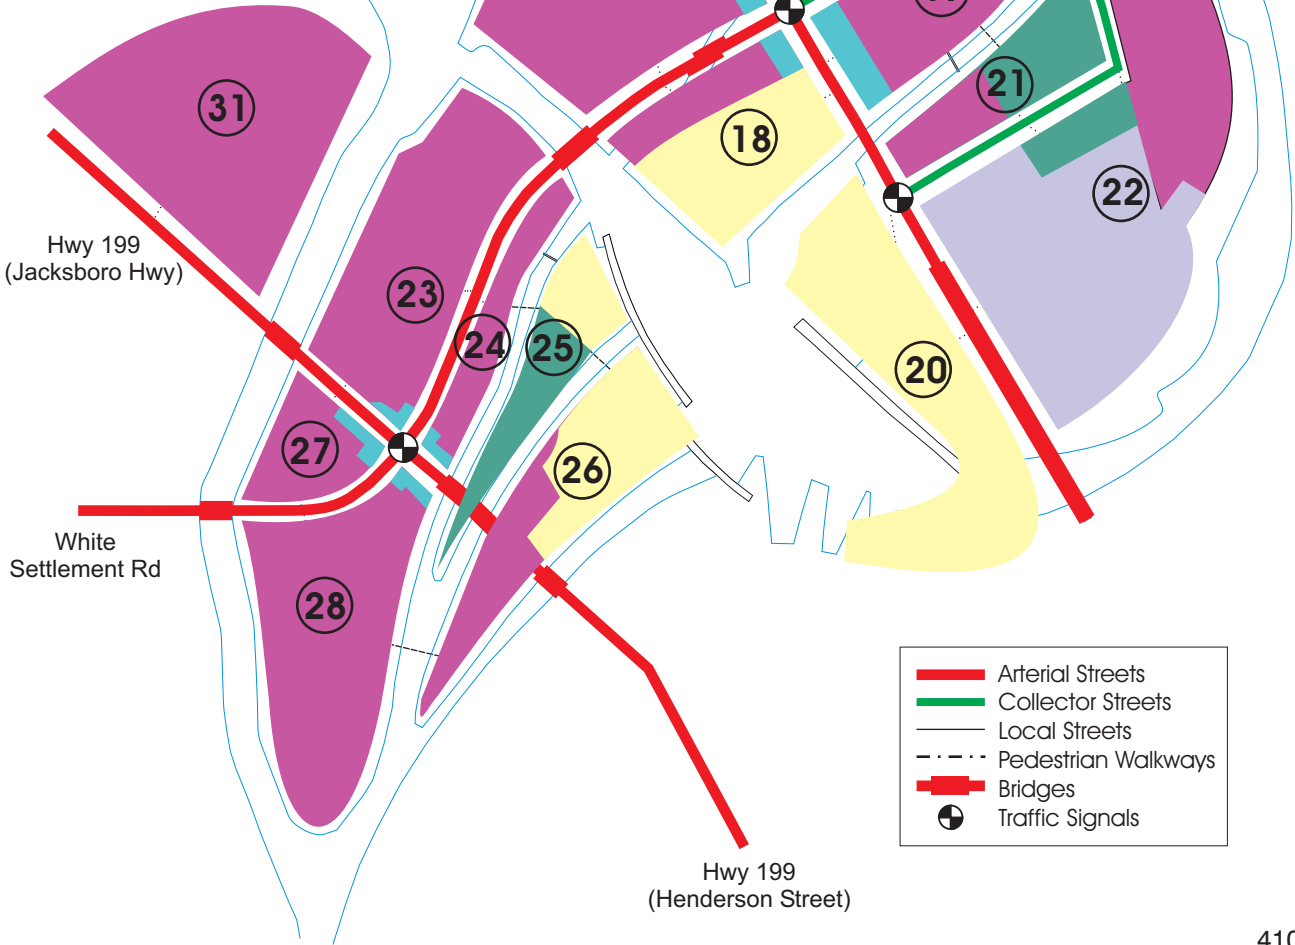 31
21
18
22
Hwy 199
(Jacksboro Hwy)
23
24
25
20
27
26
White
Settlement Rd
28
Arterial Streets
Collector Streets
Local Streets
Pedestrian Walkways
Bridges
Traffic Signals
Hwy 199
(Henderson Street)
410